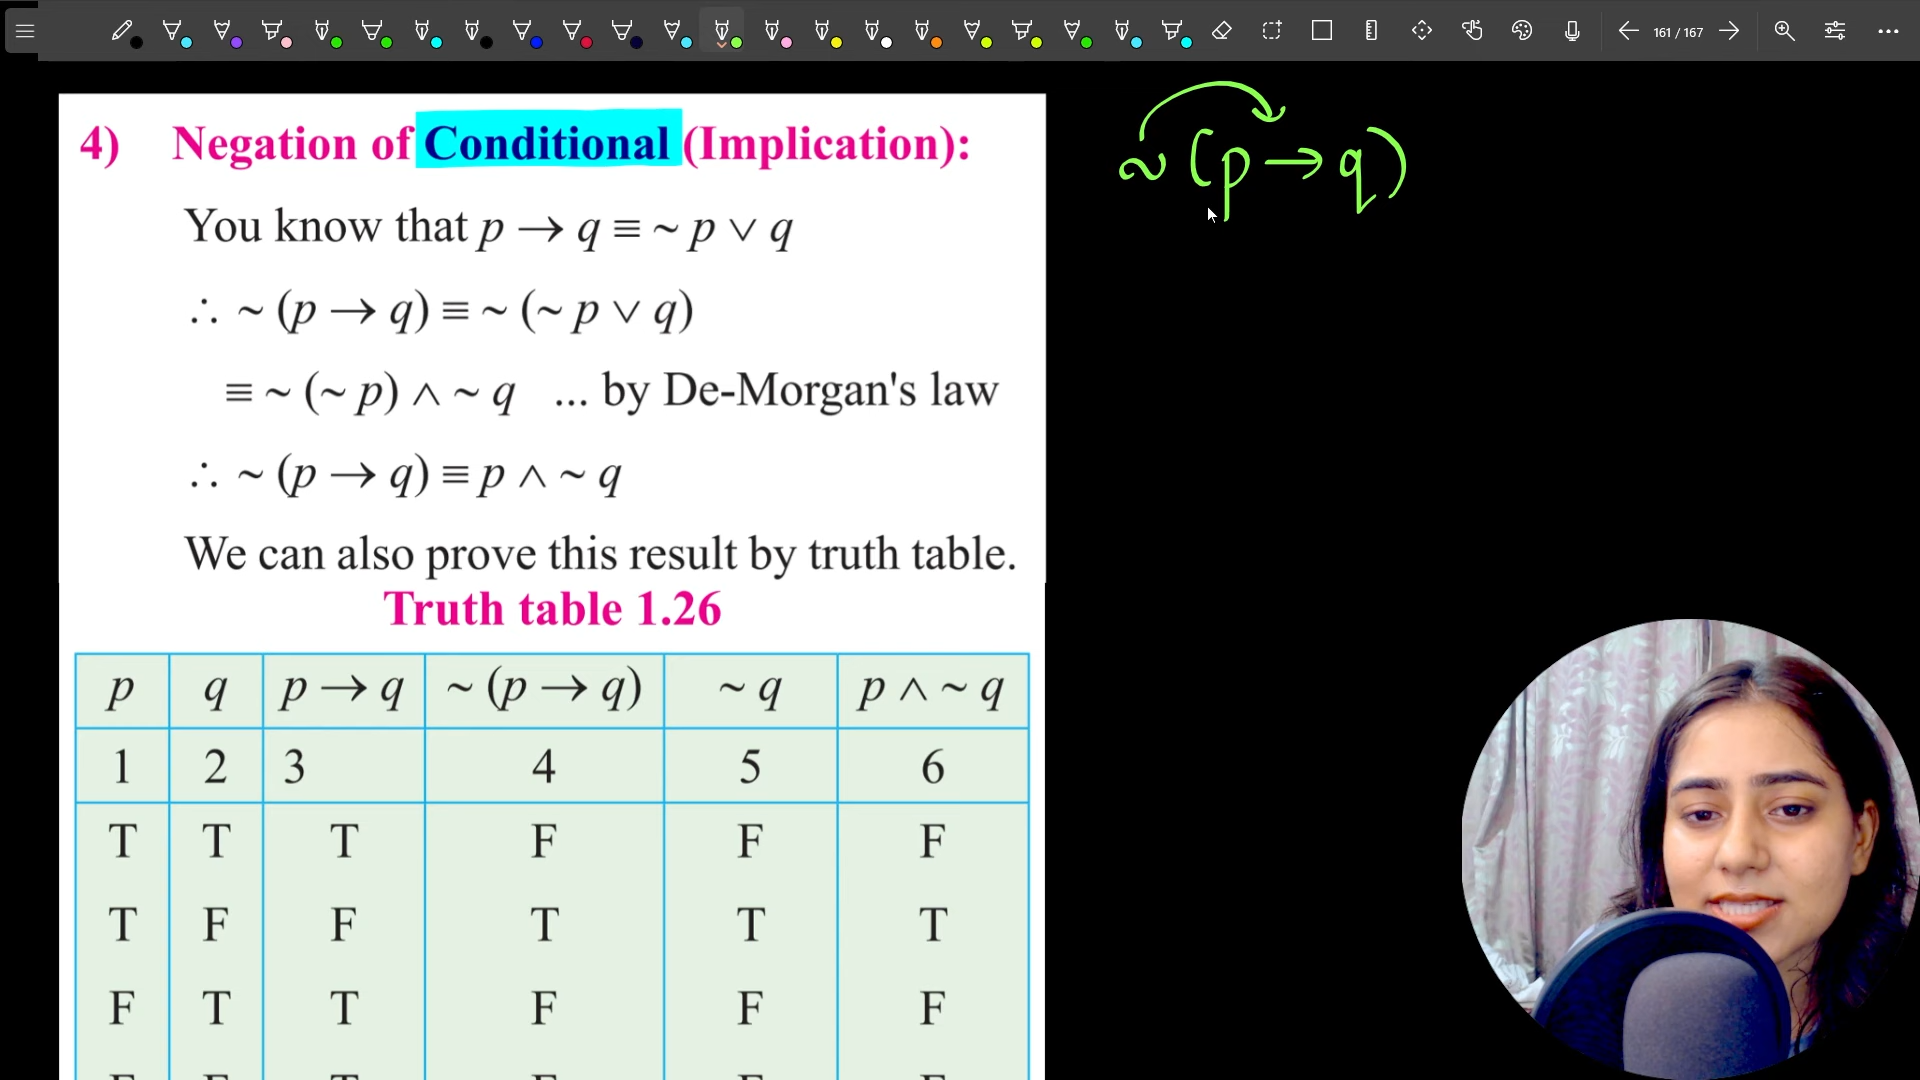 161 / 167
4) Negation of Conditional (Implication):
∼ (p → q)
You know that p → q ≡ ∼ p ∨ q
∴ ∼ (p → q) ≡ ∼ (∼ p ∨ q)
≡ ∼ (∼ p) ∧ ∼ q ... by De-Morgan's law
∴ ∼ (p → q) ≡ p ∧ ∼ q
We can also prove this result by truth table.
Truth table 1.26
p q p → q ∼ (p → q) ∼ q p ∧ ∼ q
1 2 3 4 5 6
T T T F F F
T F F T T T
F T T F F F